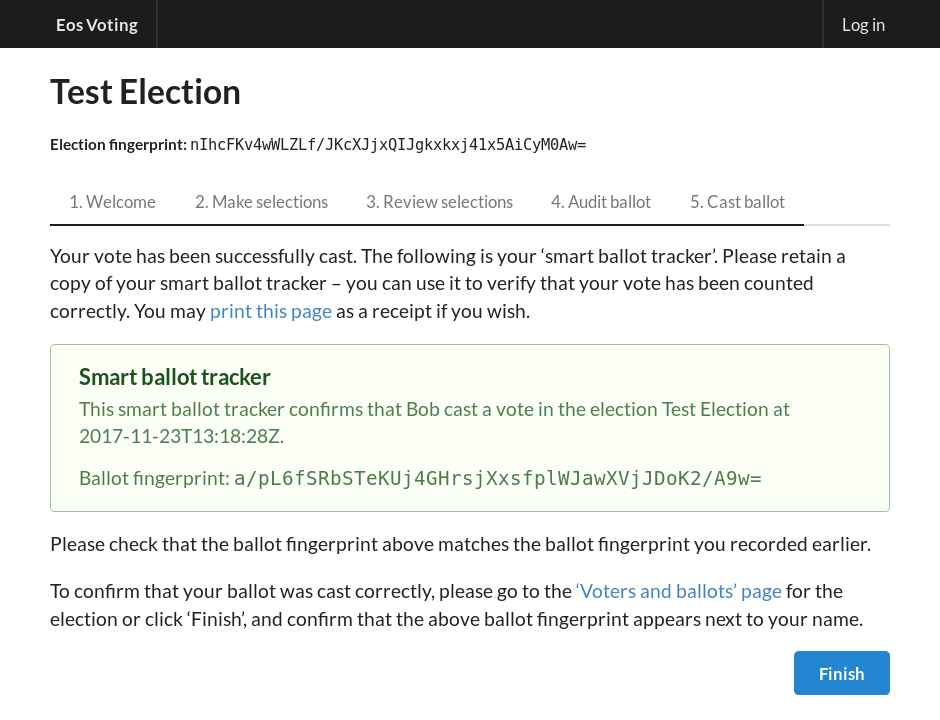 Eos Voting
Log in
Test Election
Election fingerprint: nIhcFKv4wWLZLf/JKcXJjxQIJgkxkxj41x5AiCyM0Aw=
1. Welcome
2. Make selections
3. Review selections
4. Audit ballot
5. Cast ballot
Your vote has been successfully cast. The following is your ‘smart ballot tracker’. Please retain a
copy of your smart ballot tracker – you can use it to verify that your vote has been counted
correctly. You may print this page as a receipt if you wish.
Smart ballot tracker
This smart ballot tracker confirms that Bob cast a vote in the election Test Election at
2017-11-23T13:18:28Z.
Ballot fingerprint: a/pL6fSRbSTeKUj4GHrsjXxsfplWJawXVjJDoK2/A9w=
Please check that the ballot fingerprint above matches the ballot fingerprint you recorded earlier.
To confirm that your ballot was cast correctly, please go to the ‘Voters and ballots’ page for the
election or click ‘Finish’, and confirm that the above ballot fingerprint appears next to your name.
Finish